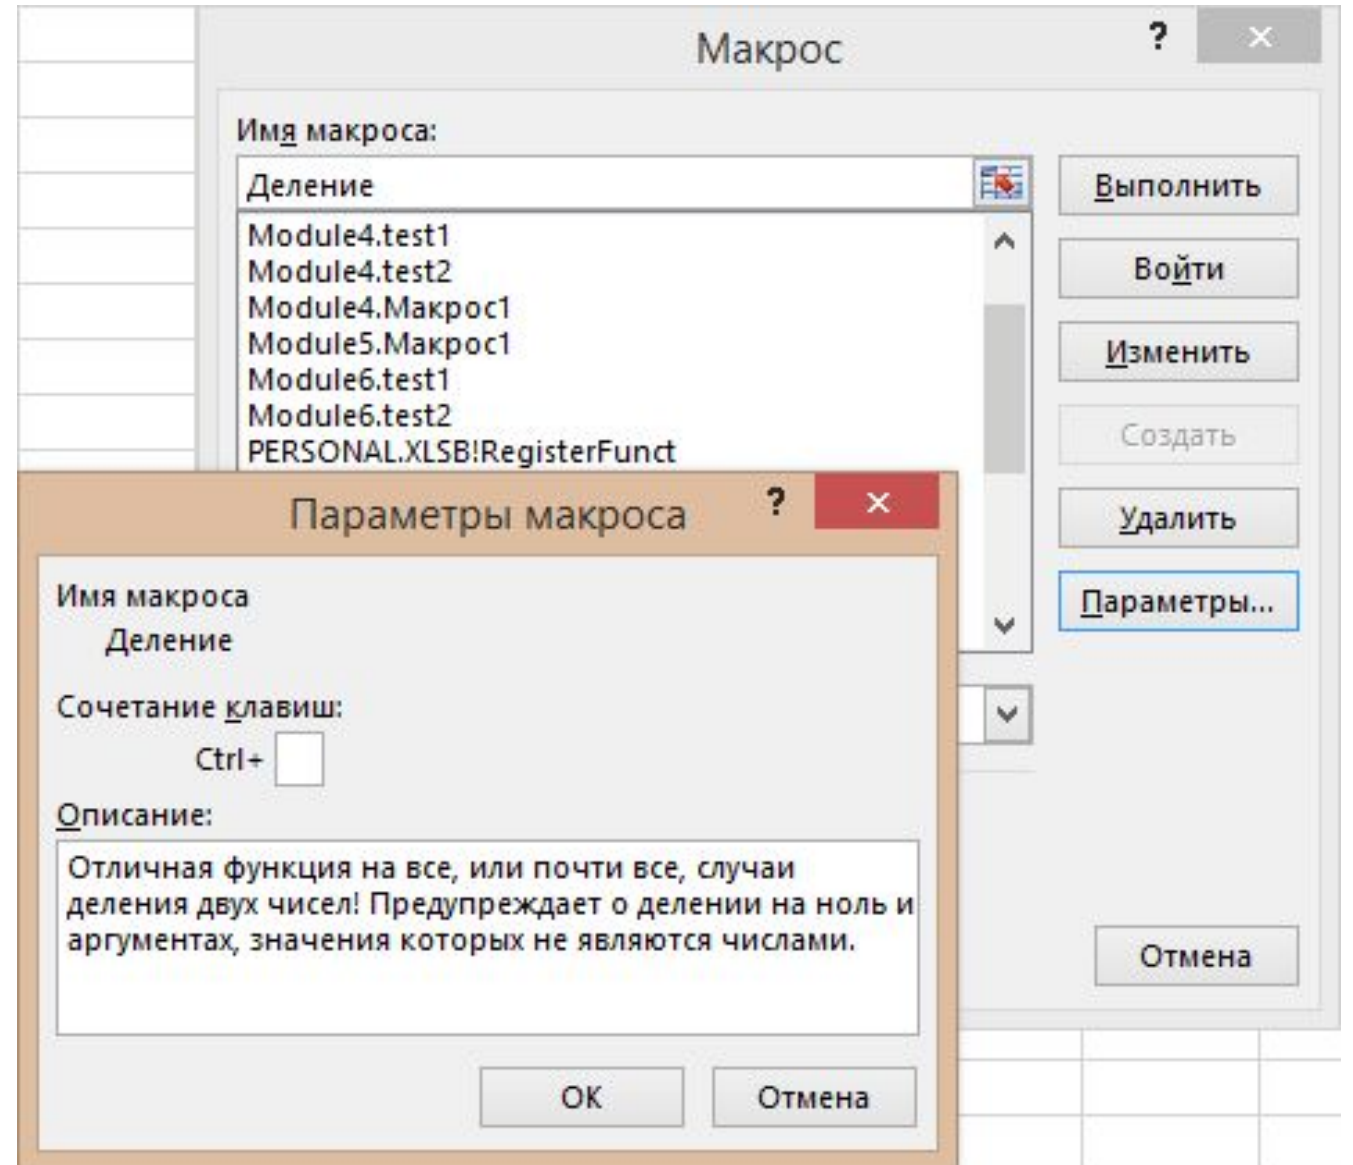 Макрос
?
Имя макроса:
Деление
Выполнить
Module4.test1
Module4.test2
Войти
Module4.Макрос1
Module5.Макрос1
Изменить
Module6.test1
Module6.test2
Создать
PERSONAL.XLSB!RegisterFunct
Удалить
Параметры...
Отмена
Параметры макроса
?
Имя макроса
Деление
Сочетание клавиш:
Ctrl+
Описание:
Отличная функция на все, или почти все, случаи
деления двух чисел! Предупреждает о делении на ноль и
аргументах, значения которых не являются числами.
ОК
Отмена